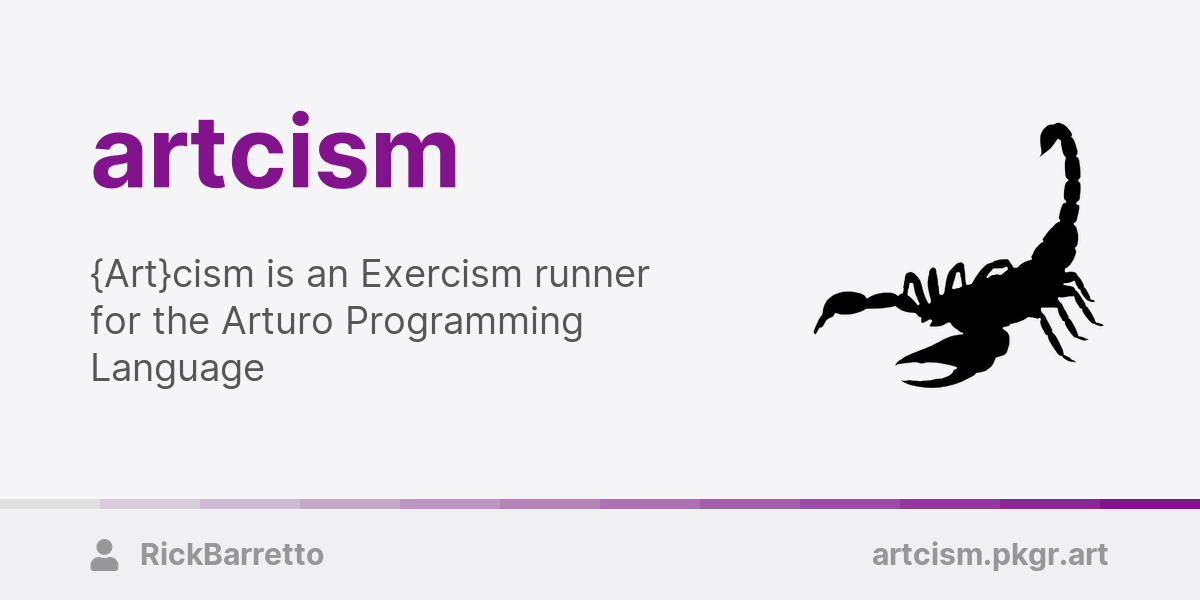 artcism
{Art}cism is an Exercism runner
for the Arturo Programming
Language
RickBarretto
artcism.pkgr.art